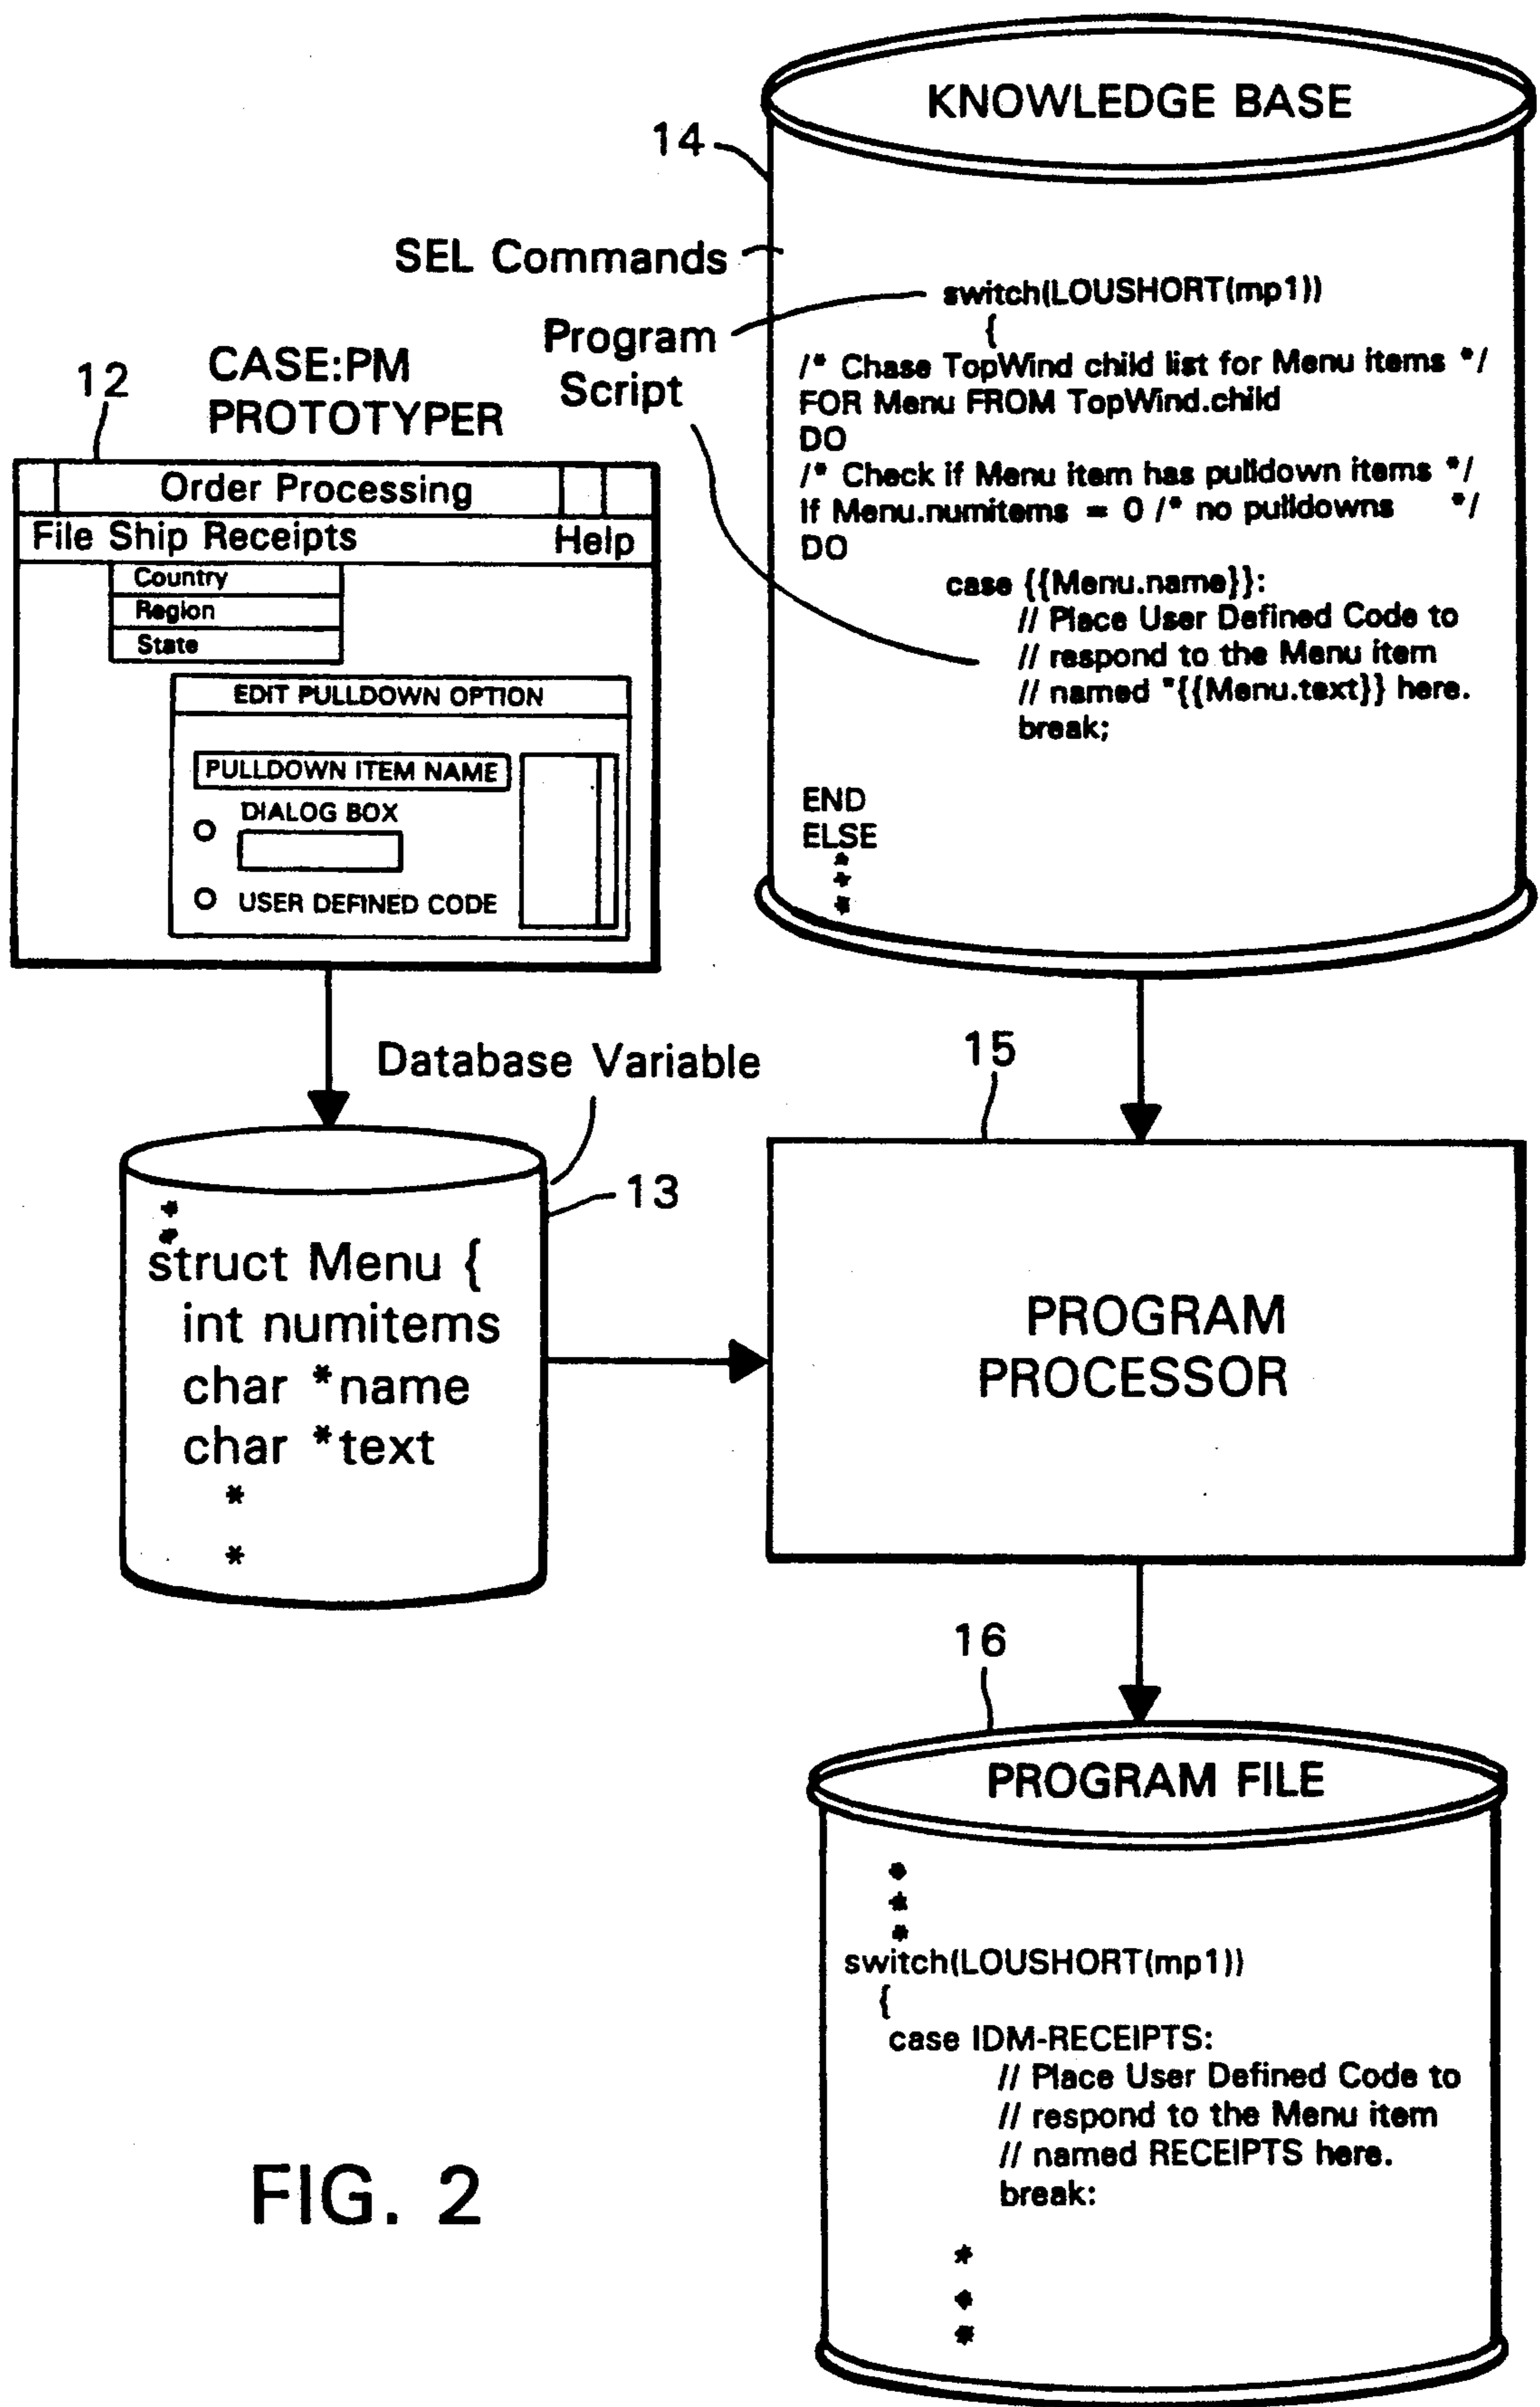 KNOWLEDGE BASE
14
SEL Commands
switch(LOUSHORT(mp1))
{
Program
Script
/* Chase TopWind child list for Menu items */
FOR Menu FROM TopWind.child
DO
/* Check if Menu item has pulldown items */
If Menu.numitems = 0 /* no pulldowns */
DO
case {{Menu.name}}:
// Place User Defined Code to
// respond to the Menu item
// named "{{Menu.text}} here.
break;
END
ELSE
*
*
*
12
CASE:PM
PROTOTYPER
Order Processing
File Ship Receipts Help
Country
Region
State
EDIT PULLDOWN OPTION
PULLDOWN ITEM NAME
DIALOG BOX
USER DEFINED CODE
Database Variable
13
*
*
struct Menu {
int numitems
char *name
char *text
*
*
15
PROGRAM
PROCESSOR
16
PROGRAM FILE
*
*
*
switch(LOUSHORT(mp1))
{
case IDM-RECEIPTS:
// Place User Defined Code to
// respond to the Menu item
// named RECEIPTS here.
break:
*
*
*
FIG. 2